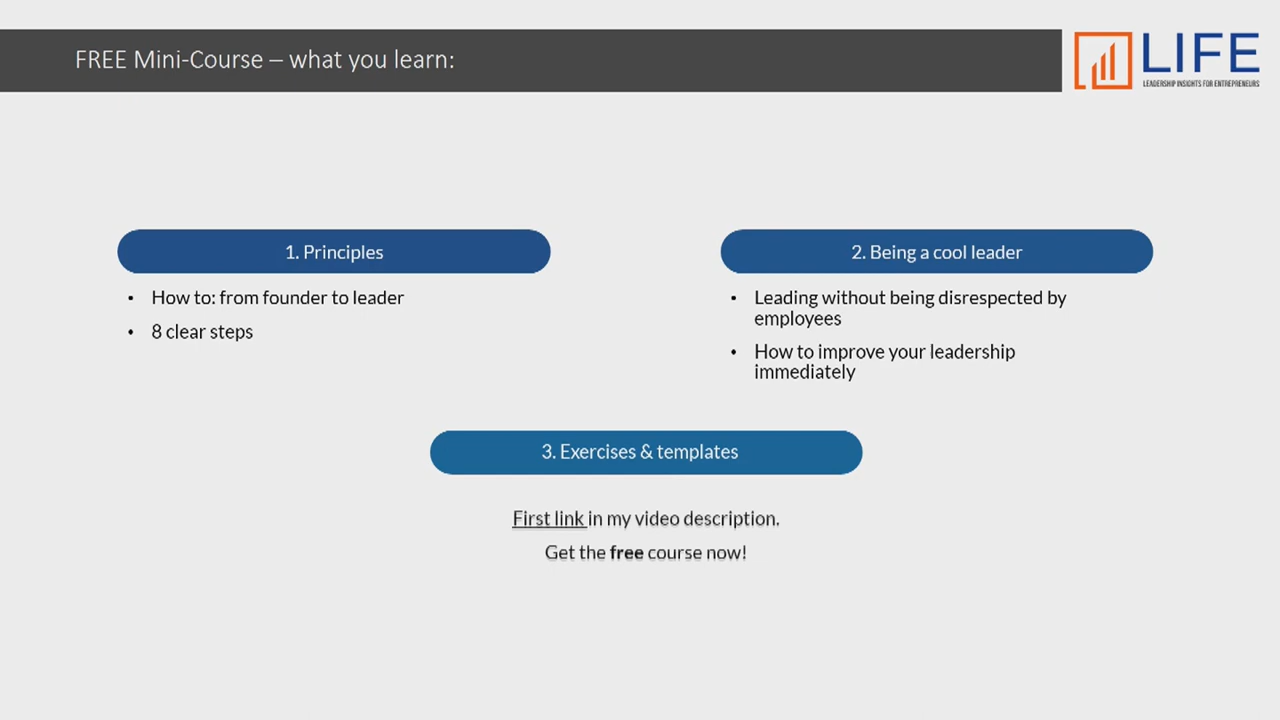 FREE Mini-Course – what you learn:
LIFE
LEADERSHIP INSIGHTS FOR ENTREPRENEURS
1. Principles
• How to: from founder to leader
• 8 clear steps
2. Being a cool leader
• Leading without being disrespected by
employees
• How to improve your leadership
immediately
3. Exercises & templates
First link in my video description.
Get the free course now!